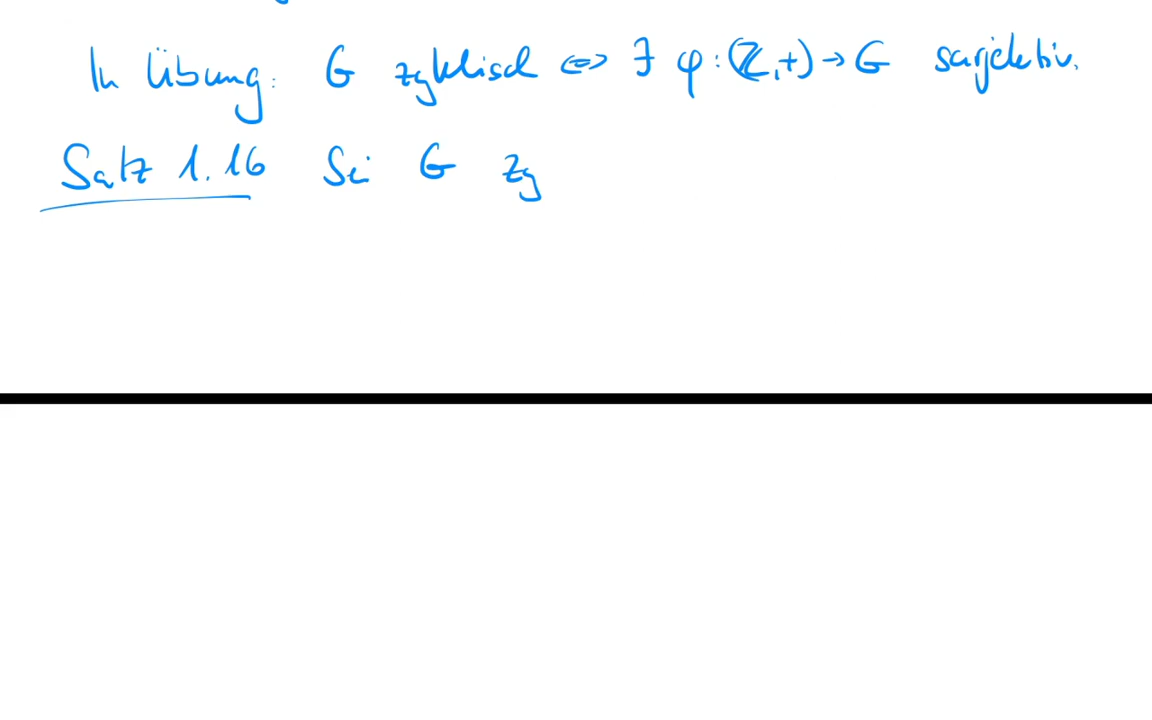 In Übung: G zyklisch ⇔ ∃ φ: (ℤ,+) → G surjektiv.
Satz 1.16 Sei G zy